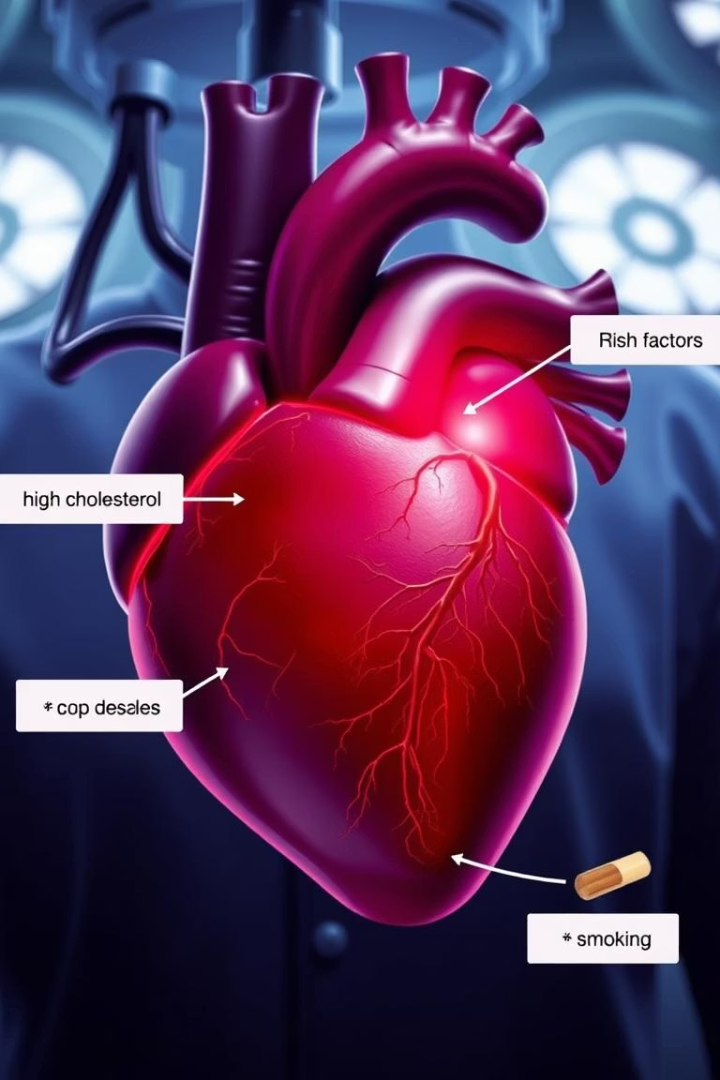 Rish factors
high cholesterol
* cop desales
* smoking